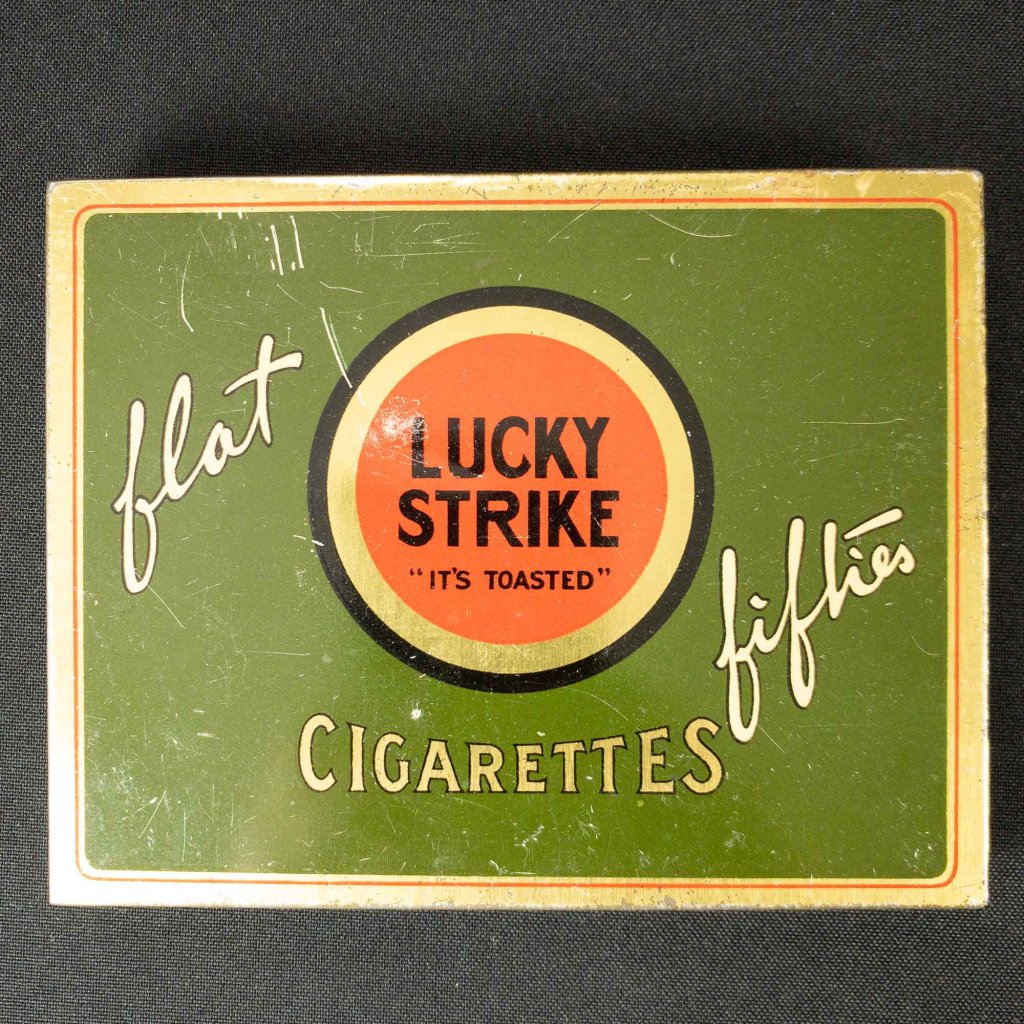 flat
LUCKY
STRIKE
"IT'S TOASTED"
fifties
CIGARETTES